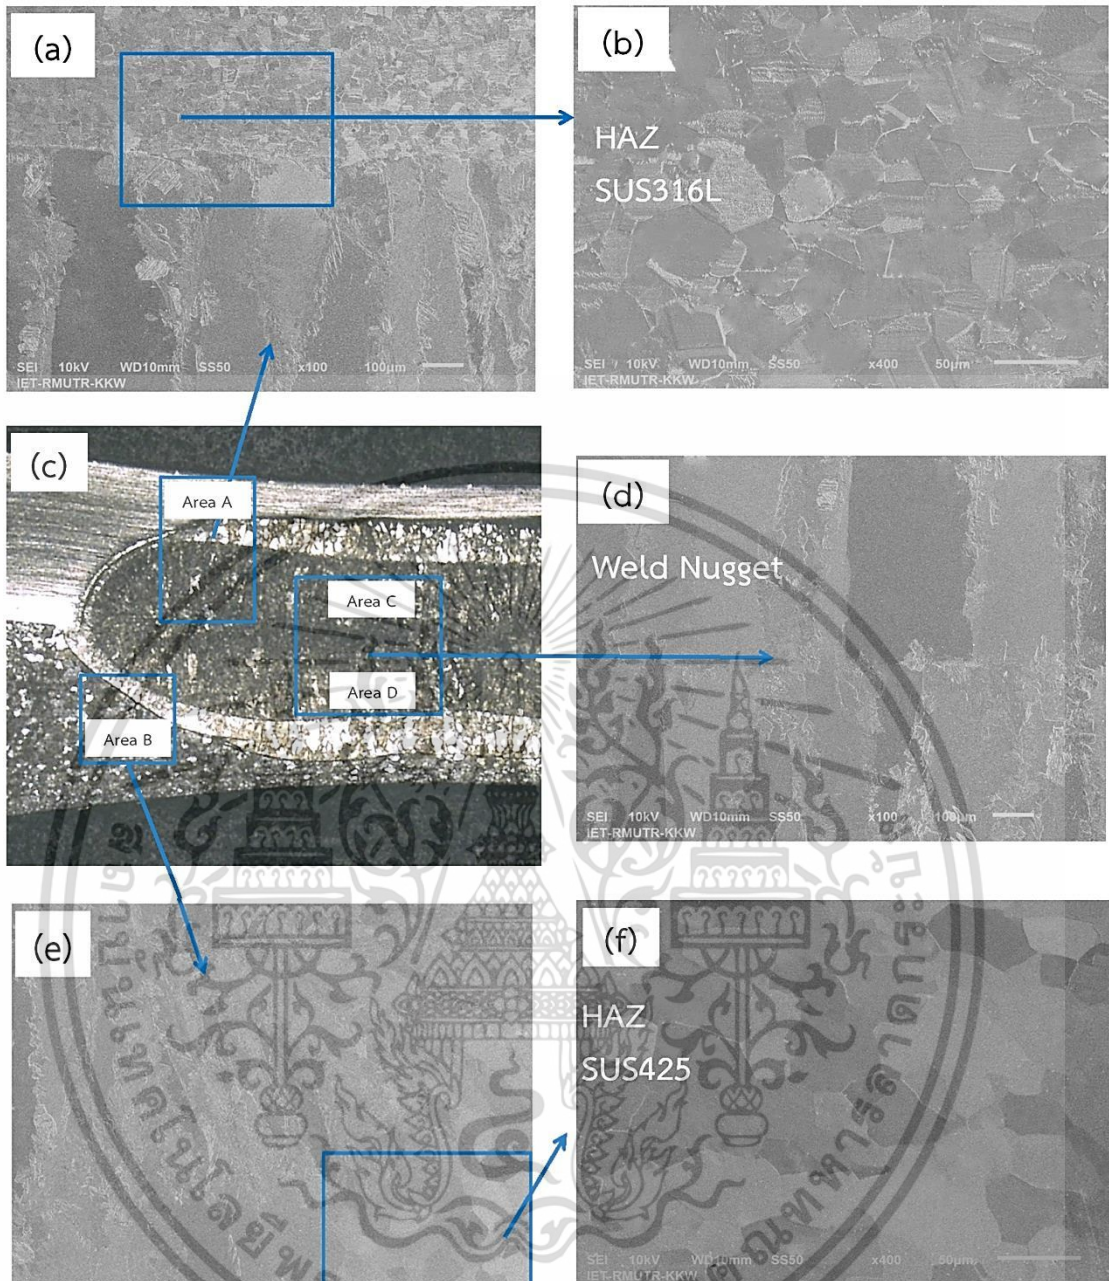 (a)
SEI 10kV WD10mm SS50 x100 100µm
IET-RMUTR-KKW
(b)
HAZ
SUS316L
SEI 10kV WD10mm SS50 x400 50µm
IET-RMUTR-KKW
(c)
Area A
Area C
Area D
Area B
(d)
Weld Nugget
SEI 10kV WD10mm SS50 x100 100µm
IET-RMUTR-KKW
(e)
(f)
HAZ
SUS425
SEI 10kV WD10mm SS50 x400 50µm
IET-RMUTR-KKW